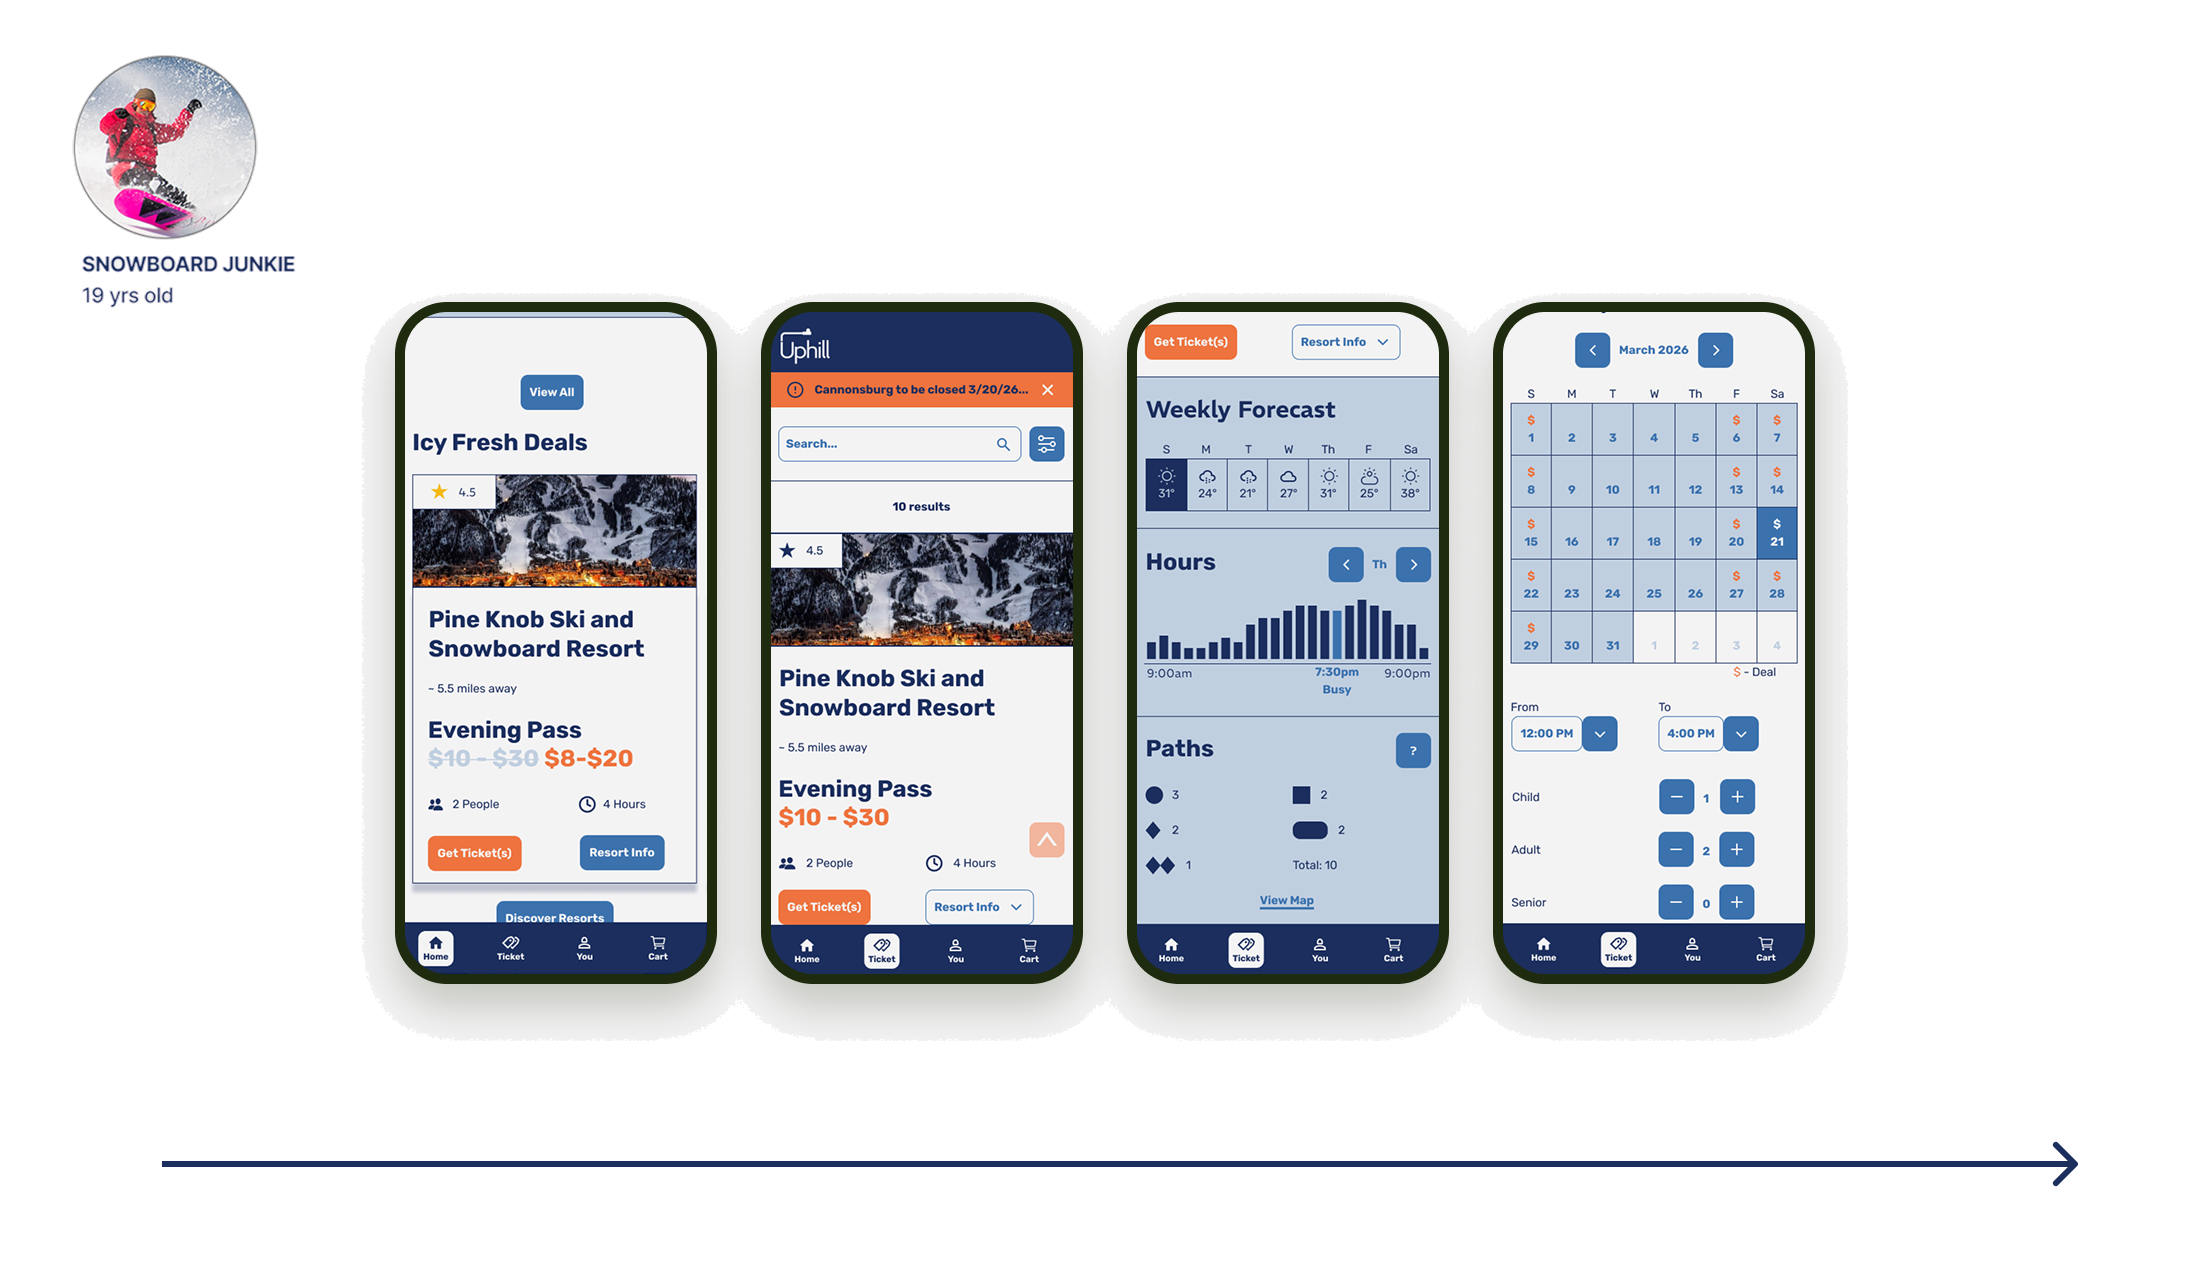 SNOWBOARD JUNKIE
19 yrs old
View All
Icy Fresh Deals
4.5
Pine Knob Ski and
Snowboard Resort
~ 5.5 miles away
Evening Pass
$10 - $30 $8-$20
2 People 4 Hours
Get Ticket(s) Resort Info
Discover Resorts
Home Ticket You Cart
Uphill
Cannonsburg to be closed 3/20/26...
Search...
10 results
4.5
Pine Knob Ski and
Snowboard Resort
~ 5.5 miles away
Evening Pass
$10 - $30
2 People 4 Hours
Get Ticket(s) Resort Info
Home Ticket You Cart
Get Ticket(s) Resort Info
Weekly Forecast
S M T W Th F Sa
31° 24° 21° 27° 31° 25° 38°
Hours Th
9:00am 7:30pm 9:00pm
Busy
Paths ?
3 2
2 2
1 Total: 10
View Map
Home Ticket You Cart
March 2026
S M T W Th F Sa
$ $ $
1 2 3 4 5 6 7
$ $ $
8 9 10 11 12 13 14
$ $ $
15 16 17 18 19 20 21
$ $ $
22 23 24 25 26 27 28
$
29 30 31 1 2 3 4
$ - Deal
From To
12:00 PM 4:00 PM
Child 1
Adult 2
Senior 0
Home Ticket You Cart